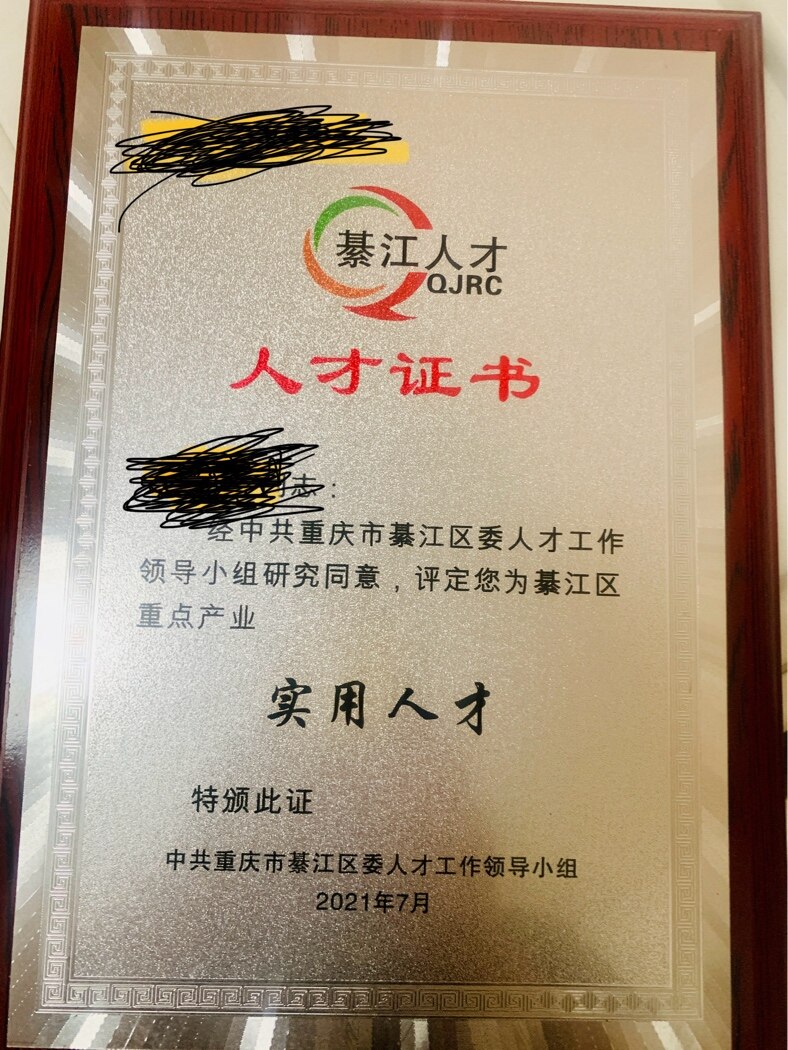 綦江人才
QJRC
人才证书
志：
经中共重庆市綦江区委人才工作
领导小组研究同意，评定您为綦江区
重点产业
实用人才
特颁此证
中共重庆市綦江区委人才工作领导小组
2021年7月